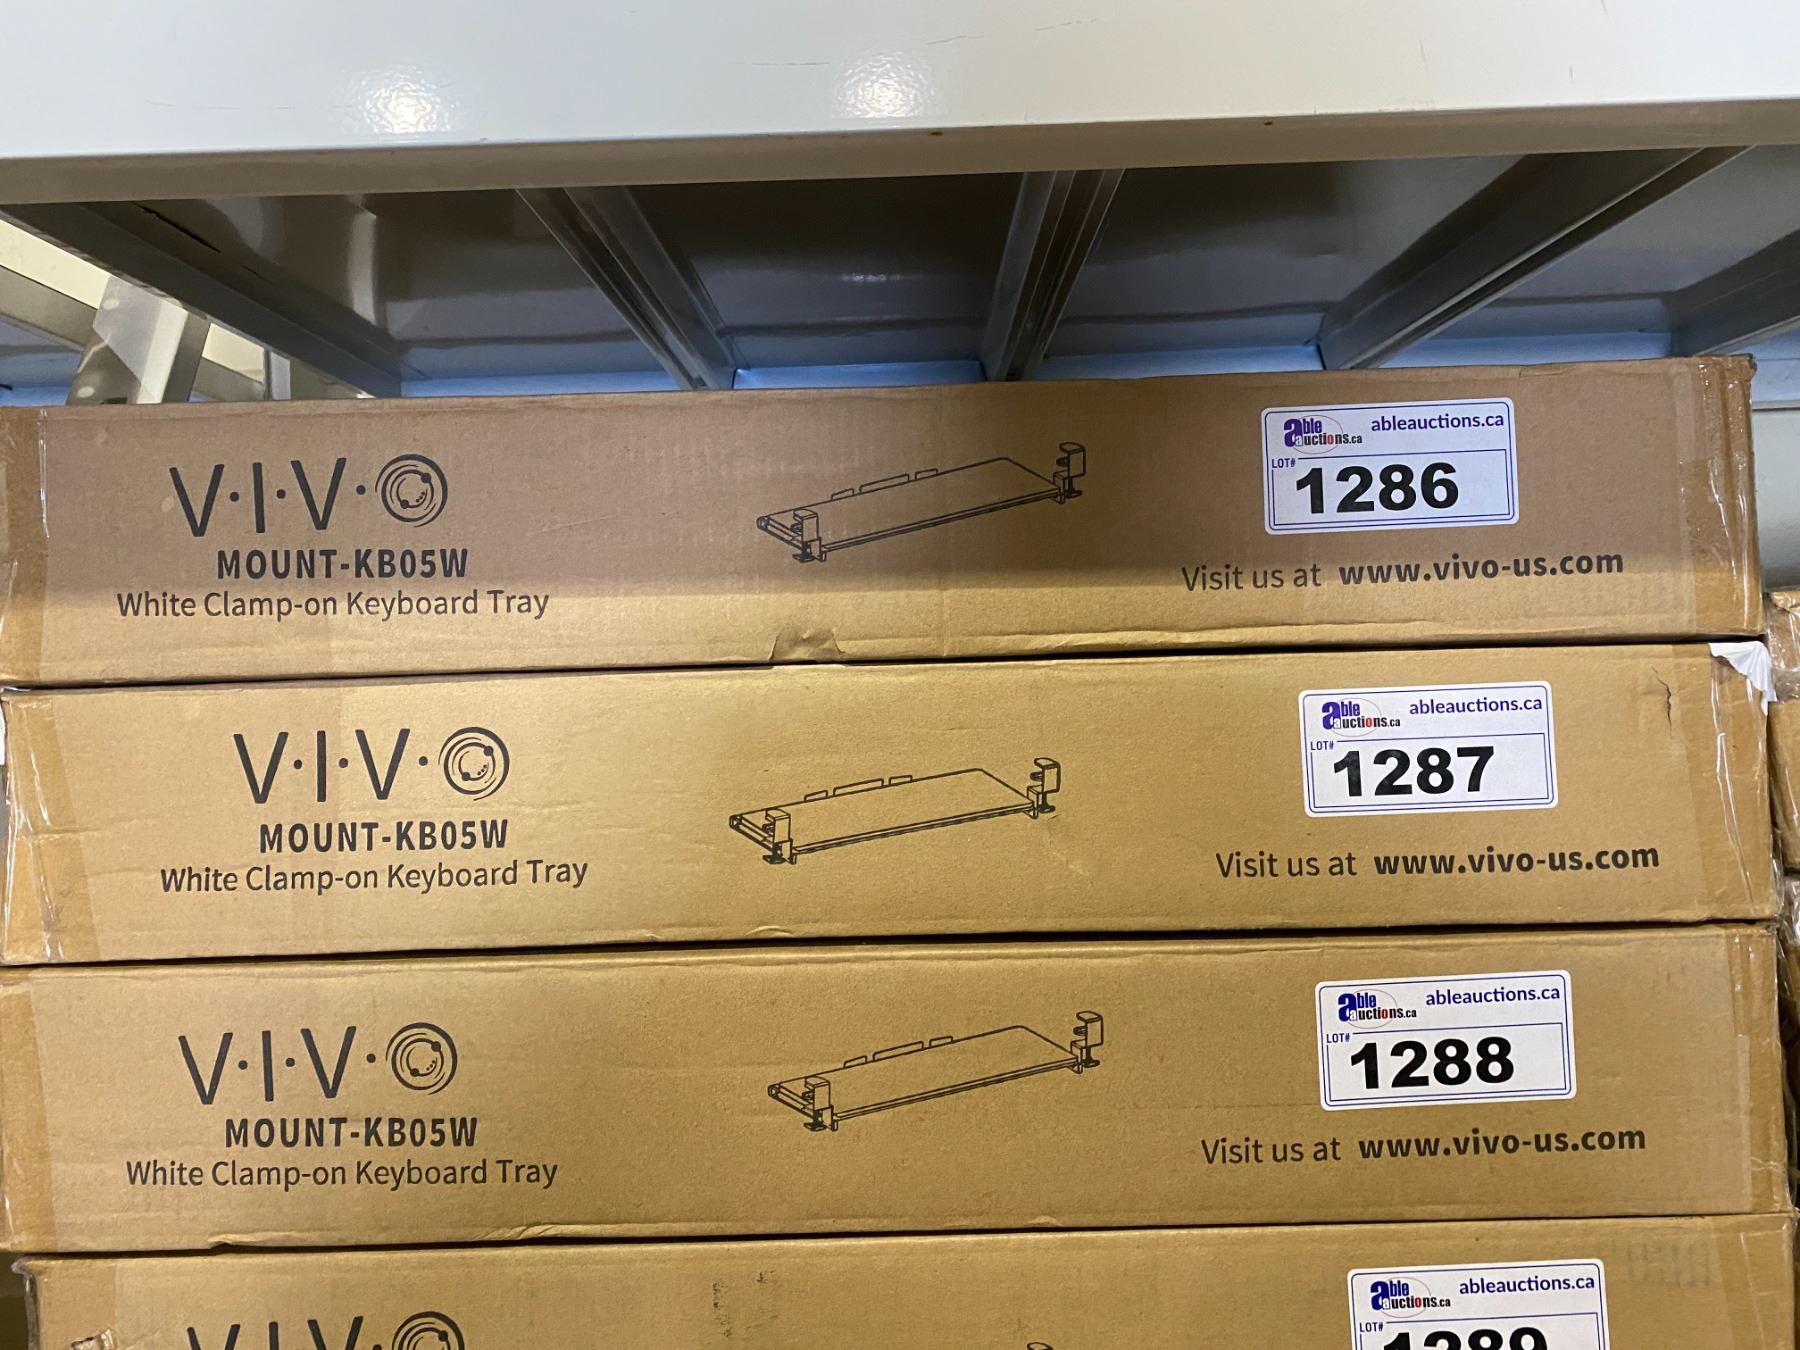 V·I·V·O
MOUNT-KB05W
White Clamp-on Keyboard Tray
able auctions.ca
ableauctions.ca
LOT#
1286
Visit us at www.vivo-us.com
V·I·V·O
MOUNT-KB05W
White Clamp-on Keyboard Tray
able auctions.ca
ableauctions.ca
LOT#
1287
Visit us at www.vivo-us.com
V·I·V·O
MOUNT-KB05W
White Clamp-on Keyboard Tray
able auctions.ca
ableauctions.ca
LOT#
1288
Visit us at www.vivo-us.com
V·I·V·O
able auctions.ca
ableauctions.ca
LOT#
1289